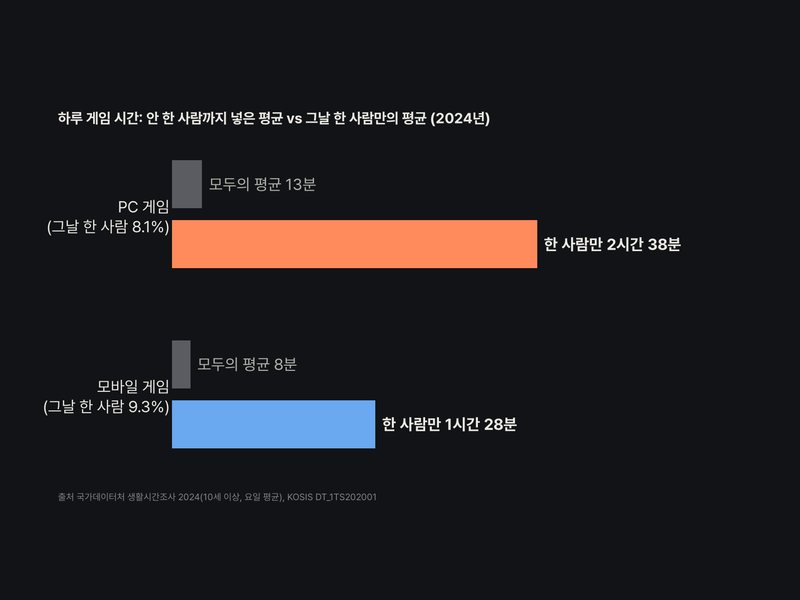 하루 게임 시간: 안 한 사람까지 넣은 평균 vs 그날 한 사람만의 평균 (2024년)
모두의 평균 13분
PC 게임
(그날 한 사람 8.1%)
한 사람만 2시간 38분
모두의 평균 8분
모바일 게임
(그날 한 사람 9.3%)
한 사람만 1시간 28분
출처 국가데이터처 생활시간조사 2024(10세 이상, 요일 평균), KOSIS DT_1TS202001